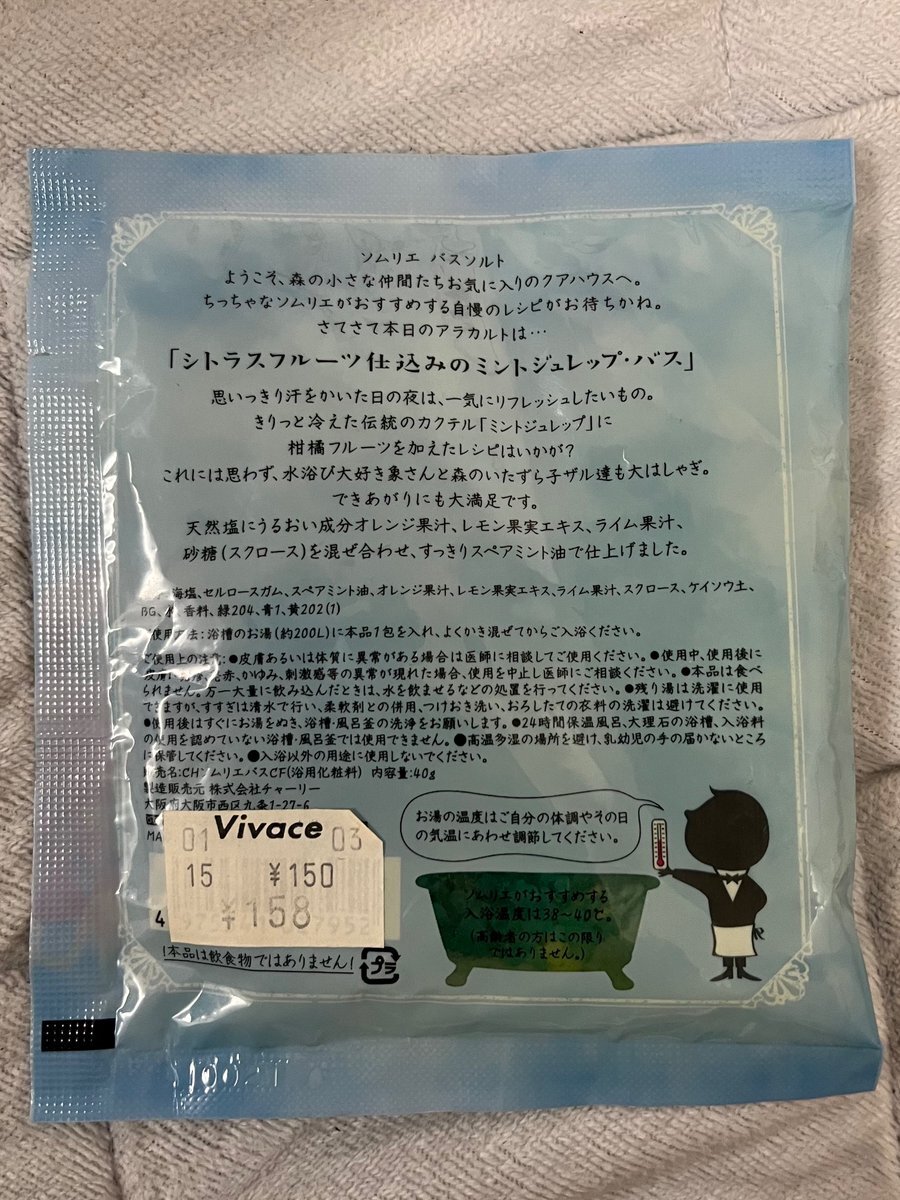 ソムリエ バスソルト
ようこそ、森の小さな仲間たちお気に入りのクアハウスへ。
ちっちゃなソムリエがおすすめする自慢のレシピがお待ちかね。
さてさて本日のアラカルトは…
「シトラスフルーツ仕込みのミントジュレップ・バス」
思いっきり汗をかいた日の夜は、一気にリフレッシュしたいもの。
きりっと冷えた伝統のカクテル「ミントジュレップ」に
柑橘フルーツを加えたレシピはいかが?
これには思わず、水浴び大好き象さんと森のいたずら子ザル達も大はしゃぎ。
できあがりにも大満足です。
天然塩にうるおい成分オレンジ果汁、レモン果実エキス、ライム果汁、
砂糖(スクロース)を混ぜ合わせ、すっきりスペアミント油で仕上げました。
海塩、セルロースガム、スペアミント油、オレンジ果汁、レモン果実エキス、ライム果汁、スクロース、ケイソウ土、
BG、水、香料、緑204、青1、黄202(1)
使用方法:浴槽のお湯(約200L)に本品1包を入れ、よくかき混ぜてからご入浴ください。
ご使用上の注意:●皮膚あるいは体質に異常がある場合は医師に相談してご使用ください。●使用中、使用後に
皮膚に発疹、発赤、かゆみ、刺激感等の異常が現れた場合、使用を中止し医師にご相談ください。●本品は食べ
られません。万一大量に飲み込んだときは、水を飲ませるなどの処置を行ってください。●残り湯は洗濯に使用
できますが、すすぎは清水で行い、柔軟剤との併用、つけおき洗い、おろしたての衣料の洗濯は避けてください。
●使用後はすぐにお湯をぬき、浴槽・風呂釜の洗浄をお願いします。●24時間保温風呂、大理石の浴槽、入浴料
の使用を認めていない浴槽・風呂釜では使用できません。●高温多湿の場所を避け、乳幼児の手の届かないところ
に保管してください。●入浴以外の用途に使用しないでください。
販売名:CHソムリエバスCF(浴用化粧料) 内容量:40g
製造販売元 株式会社チャーリー
大阪府大阪市西区九条1-27-6
MA
Vivace
01 03
15 ¥150
¥158
4
7952
!本品は飲食物ではありません!
プラ
お湯の温度はご自分の体調やその日
の気温にあわせ調節してください。
ソムリエがおすすめする
入浴温度は38~40℃。
(高齢者の方はこの限り
ではありません。)